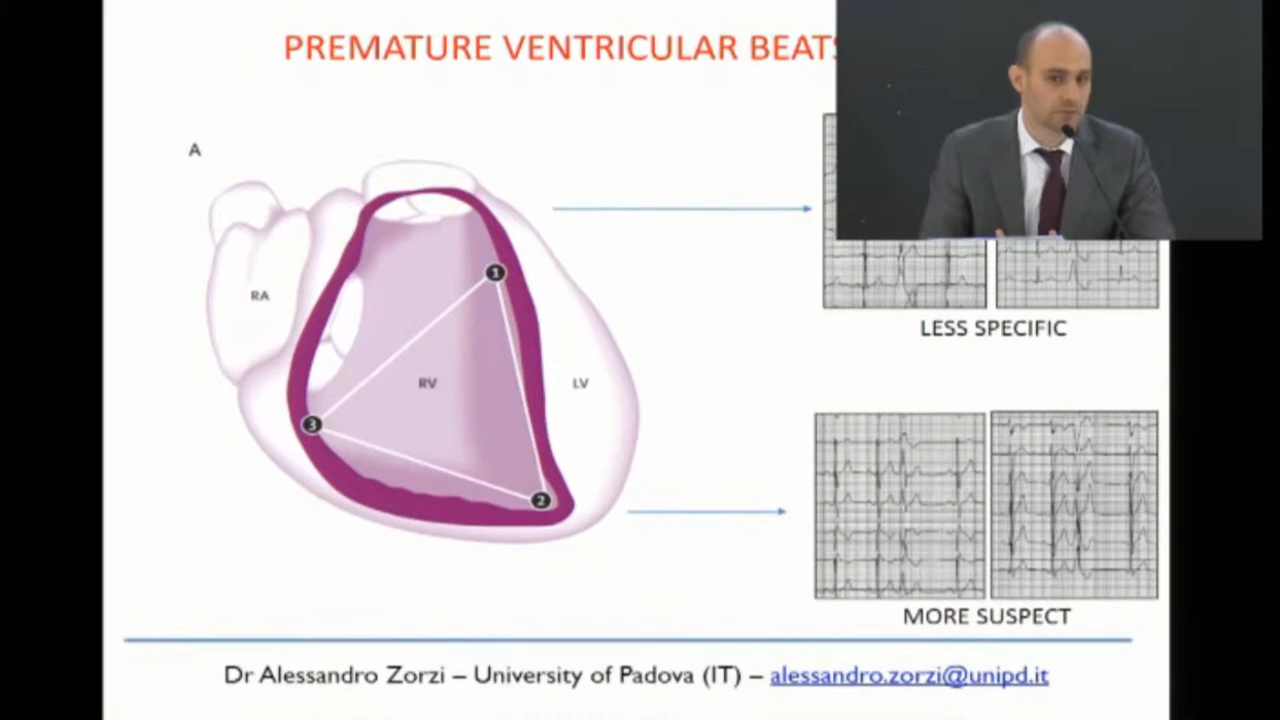 PREMATURE VENTRICULAR BEATS
A
1
RA
RV
LV
3
2
LESS SPECIFIC
MORE SUSPECT
Dr Alessandro Zorzi – University of Padova (IT) – alessandro.zorzi@unipd.it